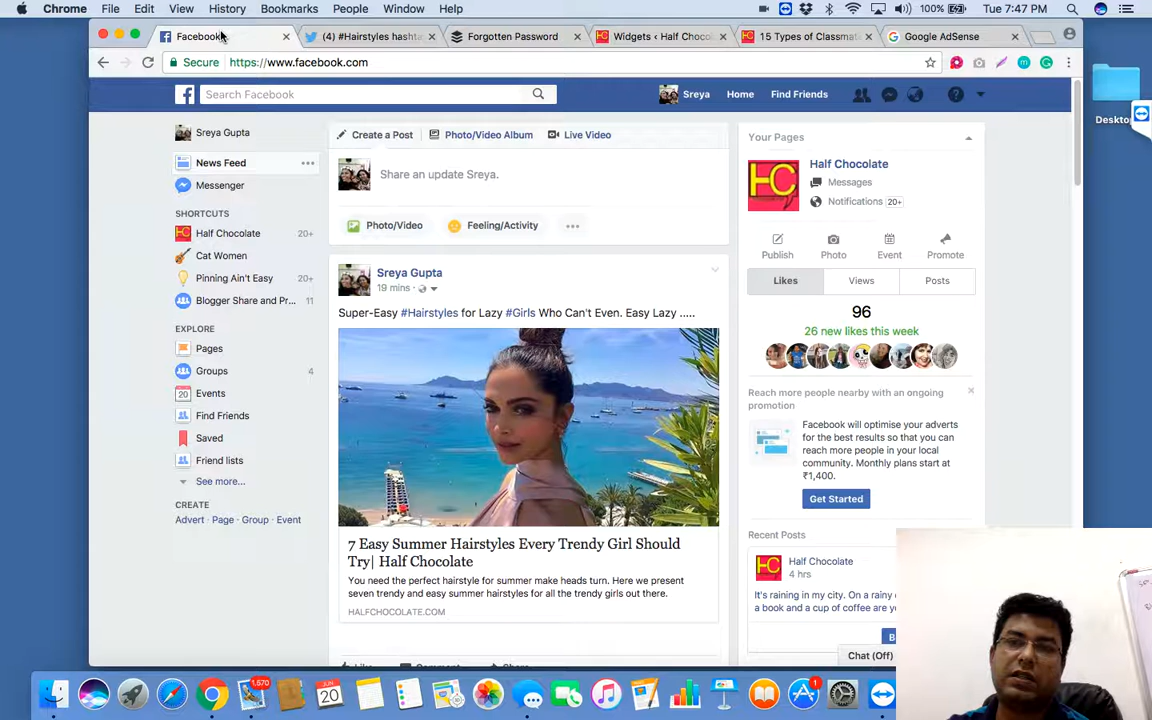 Chrome File Edit View History Bookmarks People Window Help 100% Tue 7:47 PM
Facebook (4) #Hairstyles hashta Forgotten Password Widgets ‹ Half Choco 15 Types of Classmat Google AdSense
Secure https://www.facebook.com
Search Facebook Sreya Home Find Friends
Sreya Gupta
News Feed
Messenger
SHORTCUTS
Half Chocolate 20+
Cat Women
Pinning Ain't Easy 20+
Blogger Share and Pr... 11
EXPLORE
Pages
Groups 4
20 Events
Find Friends
Saved
Friend lists
See more...
CREATE
Advert · Page · Group · Event
Create a Post Photo/Video Album Live Video
Share an update Sreya.
Photo/Video Feeling/Activity
Sreya Gupta
19 mins ·
Super-Easy #Hairstyles for Lazy #Girls Who Can't Even. Easy Lazy .....
7 Easy Summer Hairstyles Every Trendy Girl Should
Try| Half Chocolate
You need the perfect hairstyle for summer make heads turn. Here we present
seven trendy and easy summer hairstyles for all the trendy girls out there.
HALFCHOCOLATE.COM
Like Comment Share
Your Pages
HC
Half Chocolate
Messages
Notifications 20+
Publish Photo Event Promote
Likes Views Posts
96
26 new likes this week
Reach more people nearby with an ongoing
promotion
Facebook will optimise your adverts
for the best results so that you can
reach more people in your local
community. Monthly plans start at
₹1,400.
Get Started
Recent Posts
HC
Half Chocolate
4 hrs
It's raining in my city. On a rainy
a book and a cup of coffee are
B
Chat (Off)
Desktop
1,570
JUN
20
1